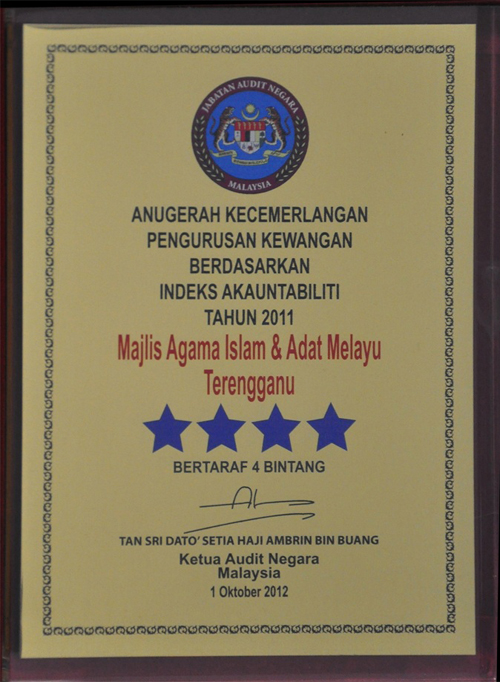 JABATAN AUDIT NEGARA
MALAYSIA
ANUGERAH KECEMERLANGAN
PENGURUSAN KEWANGAN
BERDASARKAN
INDEKS AKAUNTABILITI
TAHUN 2011
Majlis Agama Islam & Adat Melayu
Terengganu
BERTARAF 4 BINTANG
TAN SRI DATO' SETIA HAJI AMBRIN BIN BUANG
Ketua Audit Negara
Malaysia
1 Oktober 2012